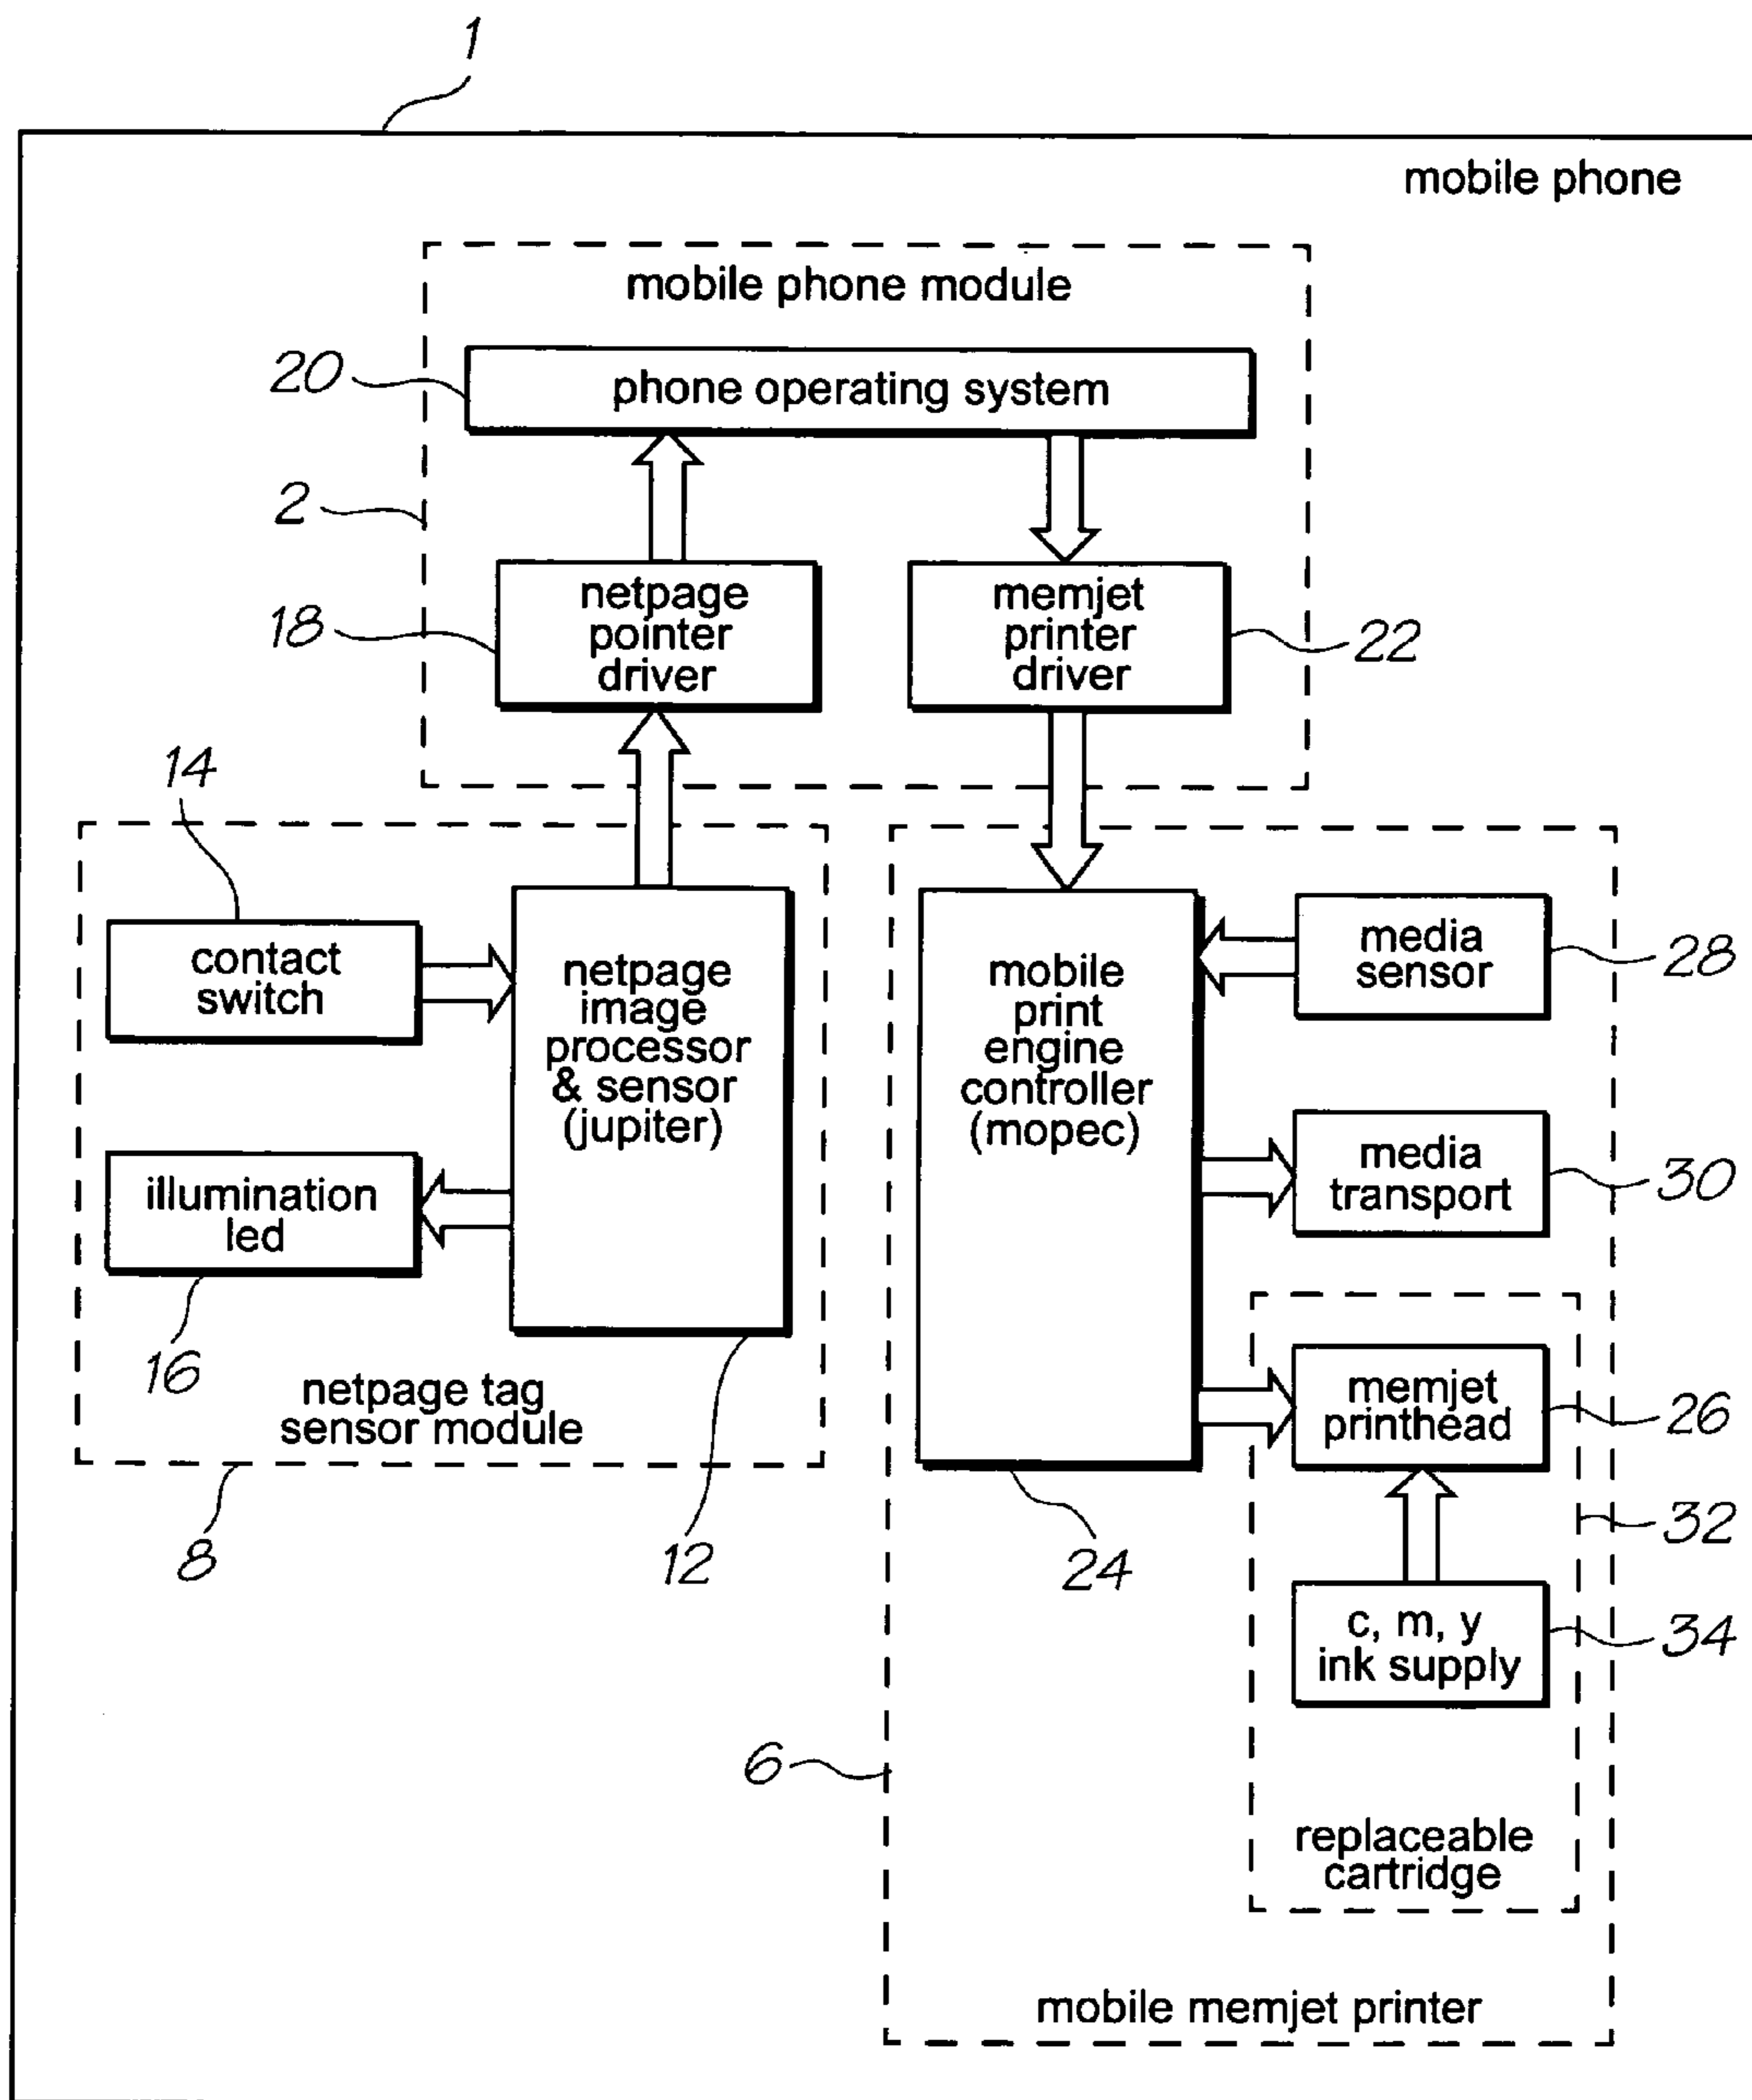 1
mobile phone
mobile phone module
20
phone operating system
2
18
netpage
pointer
driver
memjet
printer
driver
22
14
contact
switch
netpage
image
processor
& sensor
(jupiter)
illumination
led
16
netpage tag
sensor module
8
12
mobile
print
engine
controller
(mopec)
media
sensor
28
media
transport
30
memjet
printhead
26
24
32
c, m, y
ink supply
34
6
replaceable
cartridge
mobile memjet printer